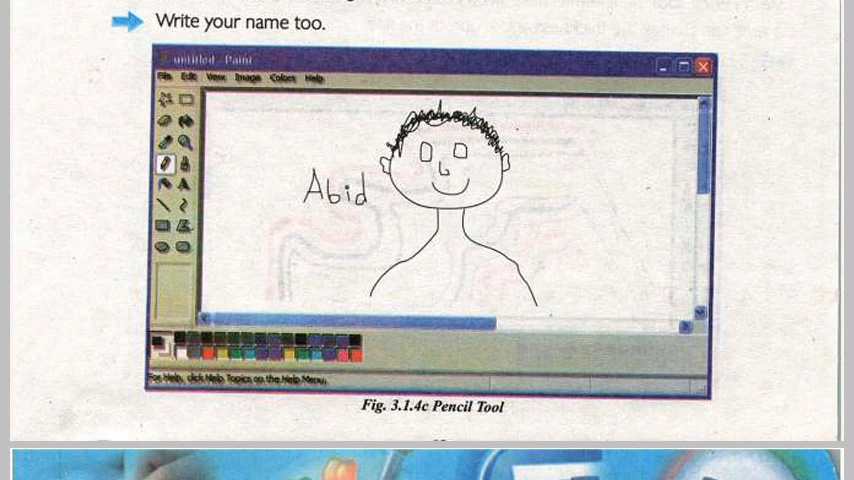 Write your name too.
untitled - Paint
File Edit View Image Colors Help
A
Abid
For Help, click Help Topics on the Help Menu.
Fig. 3.1.4c Pencil Tool